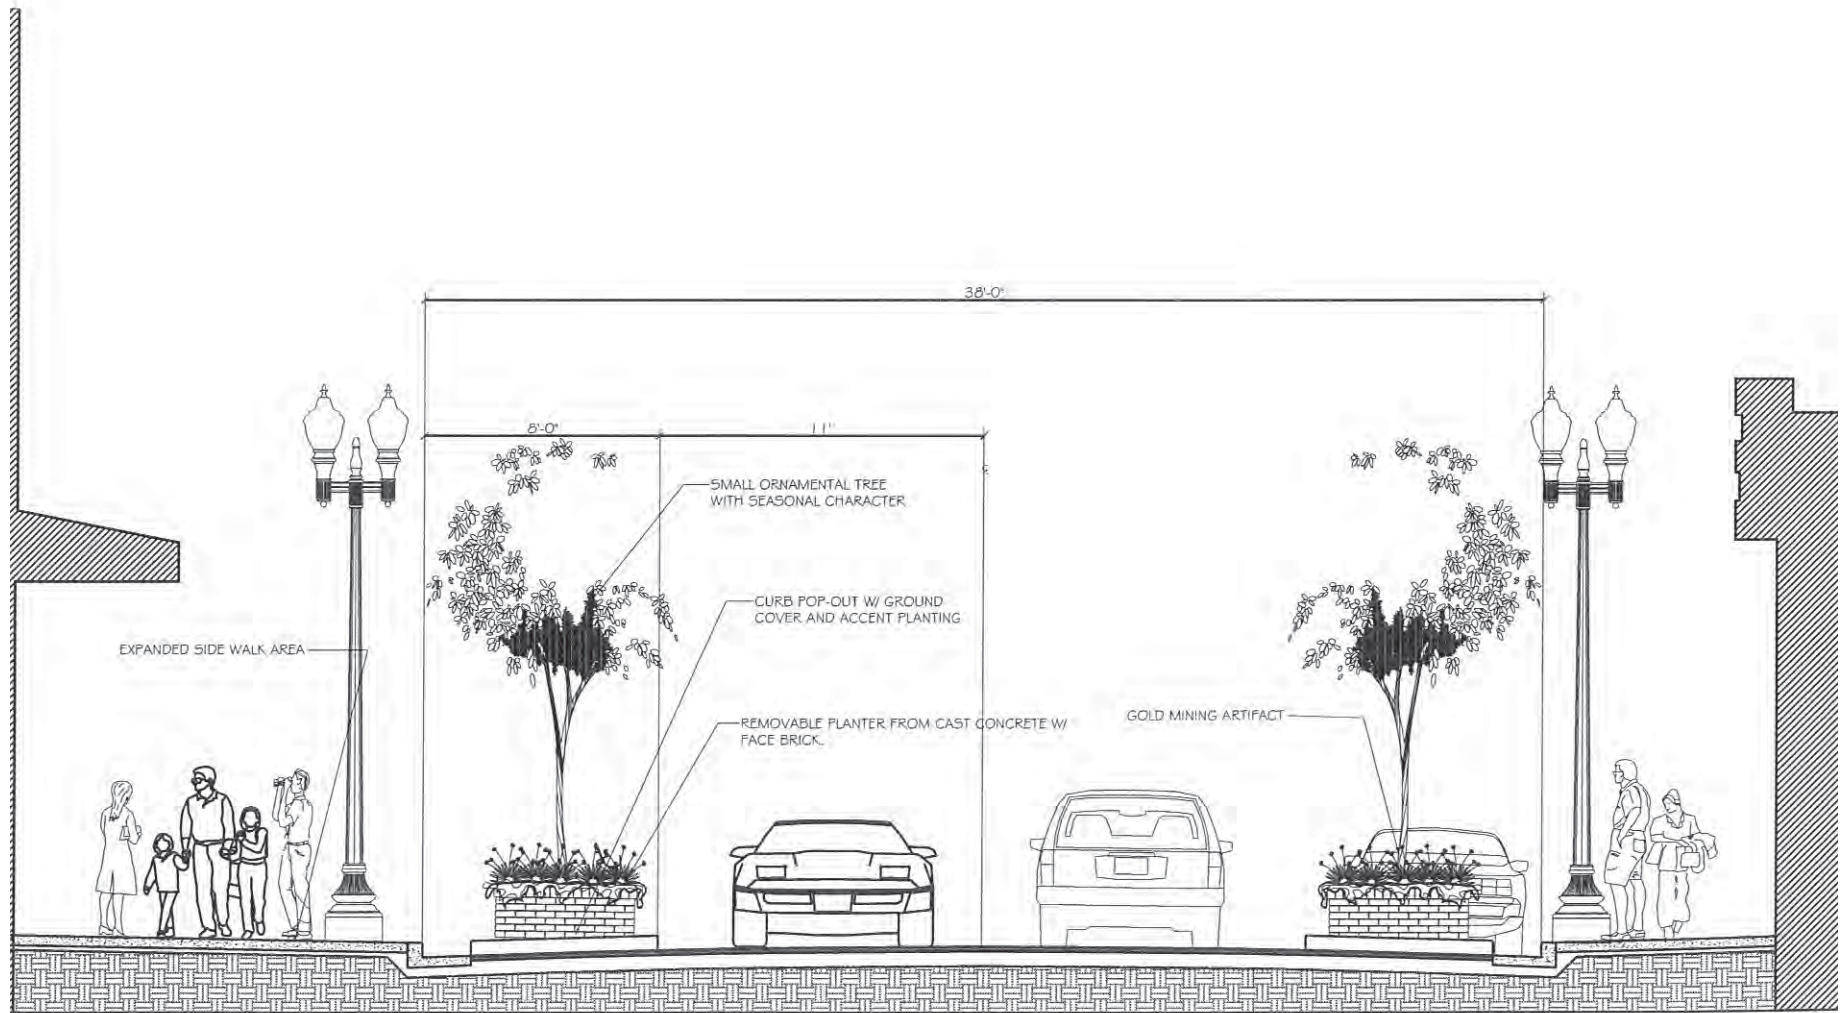 38'-0"
8'-0"
11"
SMALL ORNAMENTAL TREE
WITH SEASONAL CHARACTER
CURB POP-OUT W/ GROUND
COVER AND ACCENT PLANTING
EXPANDED SIDE WALK AREA
REMOVABLE PLANTER FROM CAST CONCRETE W/
FACE BRICK.
GOLD MINING ARTIFACT